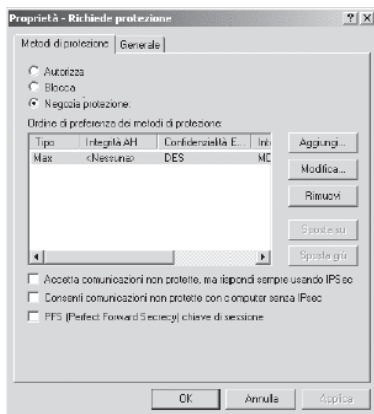 Proprietà - Richiede protezione
Metodi di protezione
Generale
Autorizza
Blocca
Negozia protezione:
Ordine di preferenza dei metodi di protezione:
Tipo Integrità AH Confidenzialità E... Int
Max <Nessuna> DES MD
Aggiungi...
Modifica...
Rimuovi
Sposta su
Sposta giù
Accetta comunicazioni non protette, ma rispondi sempre usando IPSec
Consenti comunicazioni non protette con computer senza IPsec
PFS (Perfect Forward Secrecy) chiave di sessione
OK
Annulla
Applica